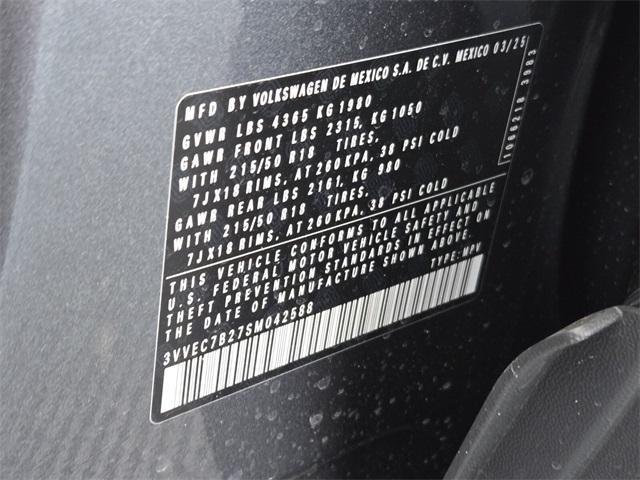 MFD BY VOLKSWAGEN DE MEXICO S.A. DE C.V. MEXICO 03/25
GVWR LBS 4365 KG 1980
GAWR FRONT LBS 2315, KG 1050
WITH 215/50 R18 TIRES,
7JX18 RIMS, AT 260 KPA, 38 PSI COLD
GAWR REAR LBS 2161, KG 980
WITH 215/50 R18 TIRES,
7JX18 RIMS, AT 260 KPA, 38 PSI COLD
THIS VEHICLE CONFORMS TO ALL APPLICABLE
U.S. FEDERAL MOTOR VEHICLE SAFETY AND
THEFT PREVENTION STANDARDS IN EFFECT ON
THE DATE OF MANUFACTURE SHOWN ABOVE.
TYPE: MPV
3VVEC7B27SM042588